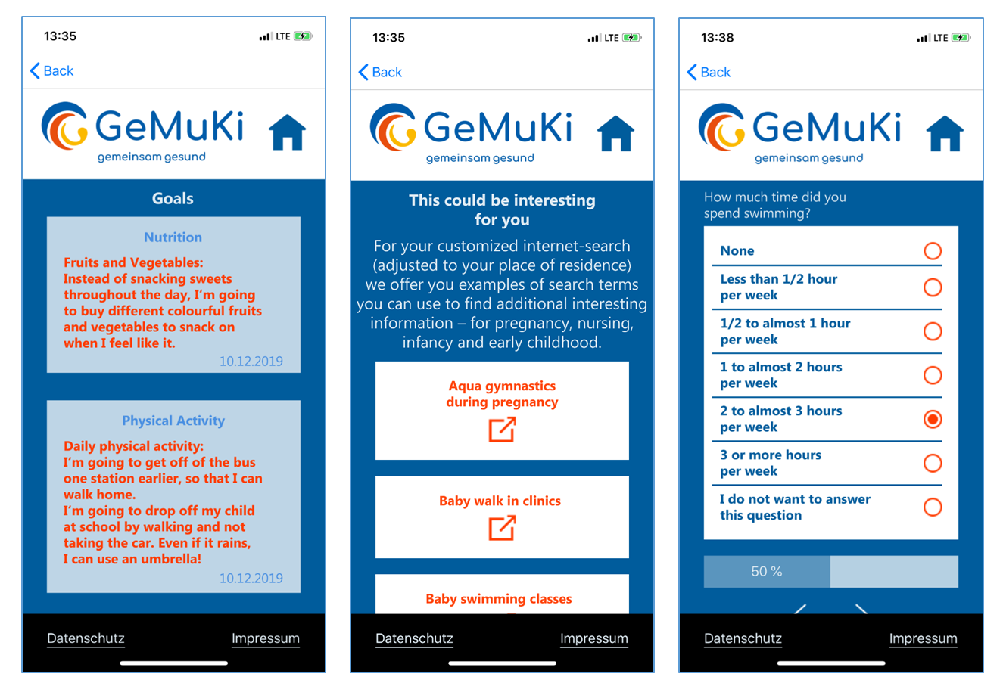 13:35
LTE
Back
GeMuKi
gemeinsam gesund
Goals
Nutrition
Fruits and Vegetables:
Instead of snacking sweets
throughout the day, I'm going
to buy different colourful fruits
and vegetables to snack on
when I feel like it.
10.12.2019
Physical Activity
Daily physical activity:
I'm going to get off of the bus
one station earlier, so that I can
walk home.
I'm going to drop off my child
at school by walking and not
taking the car. Even if it rains,
I can use an umbrella!
10.12.2019
Datenschutz
Impressum
13:35
LTE
Back
GeMuKi
gemeinsam gesund
This could be interesting
for you
For your customized internet-search
(adjusted to your place of residence)
we offer you examples of search terms
you can use to find additional interesting
information – for pregnancy, nursing,
infancy and early childhood.
Aqua gymnastics
during pregnancy
Baby walk in clinics
Baby swimming classes
Datenschutz
Impressum
13:38
LTE
Back
GeMuKi
gemeinsam gesund
How much time did you
spend swimming?
None
Less than 1/2 hour
per week
1/2 to almost 1 hour
per week
1 to almost 2 hours
per week
2 to almost 3 hours
per week
3 or more hours
per week
I do not want to answer
this question
50 %
Datenschutz
Impressum